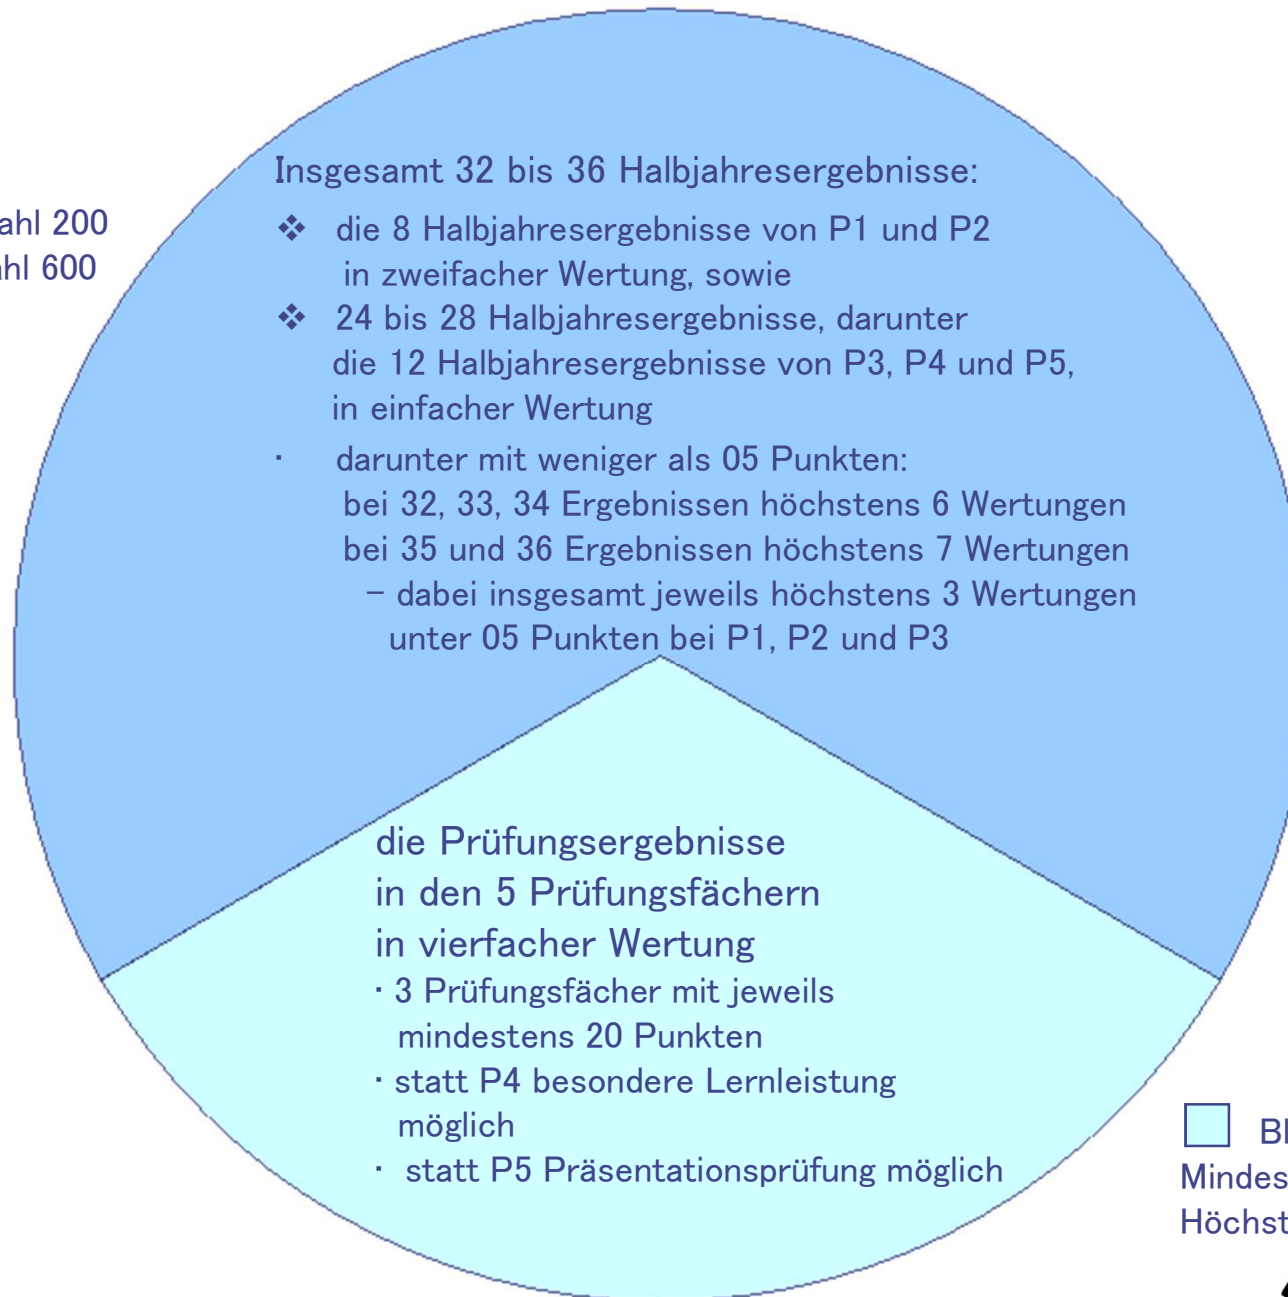 Insgesamt 32 bis 36 Halbjahresergebnisse:
ahl 200
ahl 600
❖ die 8 Halbjahresergebnisse von P1 und P2
in zweifacher Wertung, sowie
❖ 24 bis 28 Halbjahresergebnisse, darunter
die 12 Halbjahresergebnisse von P3, P4 und P5,
in einfacher Wertung
· darunter mit weniger als 05 Punkten:
bei 32, 33, 34 Ergebnissen höchstens 6 Wertungen
bei 35 und 36 Ergebnissen höchstens 7 Wertungen
– dabei insgesamt jeweils höchstens 3 Wertungen
unter 05 Punkten bei P1, P2 und P3
die Prüfungsergebnisse
in den 5 Prüfungsfächern
in vierfacher Wertung
· 3 Prüfungsfächer mit jeweils
mindestens 20 Punkten
· statt P4 besondere Lernleistung
möglich
· statt P5 Präsentationsprüfung möglich
Mindes
Höchst